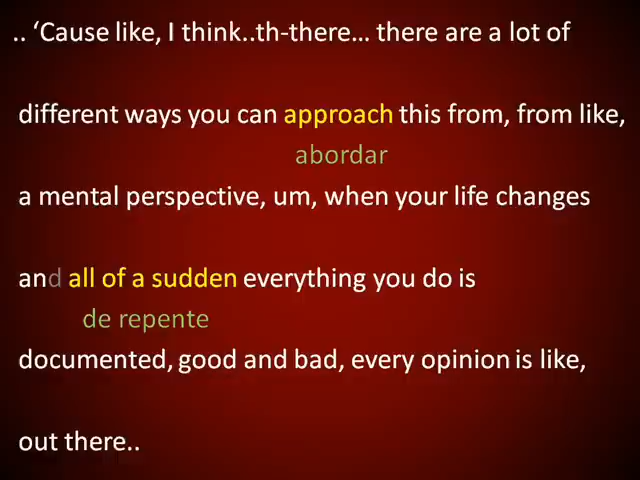 .. ‘Cause like, I think..th-there… there are a lot of
different ways you can approach this from, from like,
abordar
a mental perspective, um, when your life changes
and all of a sudden everything you do is
de repente
documented, good and bad, every opinion is like,
out there..